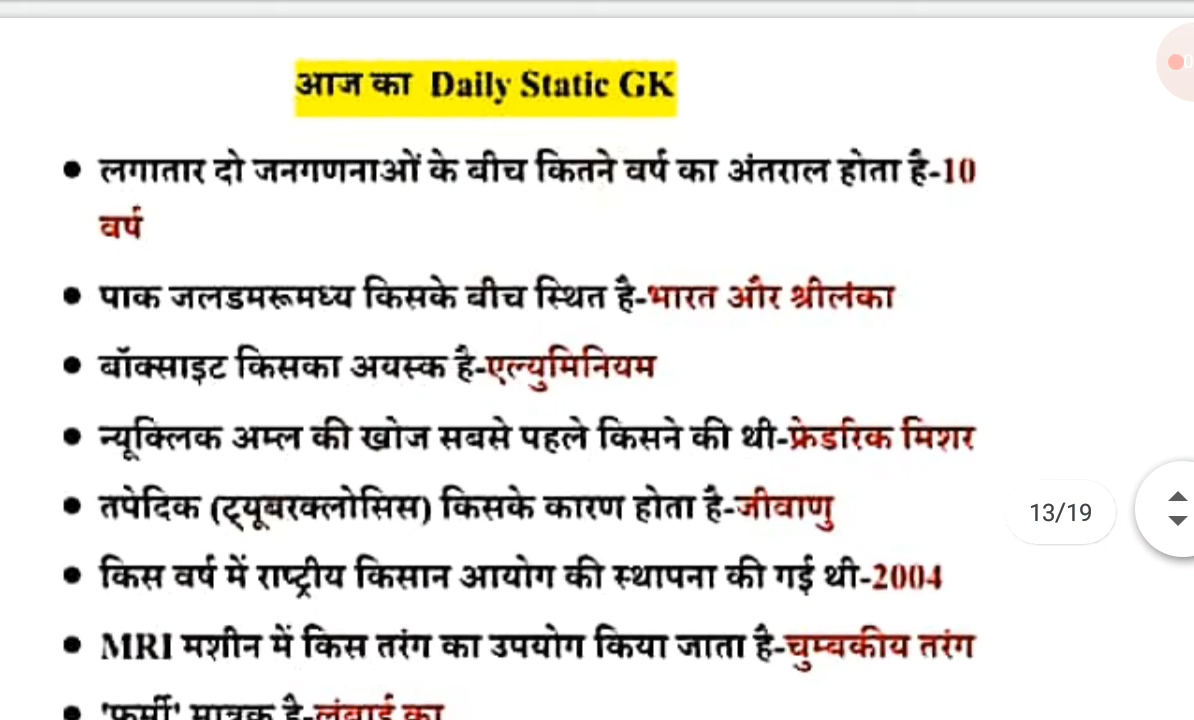 आज का Daily Static GK
● लगातार दो जनगणनाओं के बीच कितने वर्ष का अंतराल होता है-10
वर्ष
● पाक जलडमरूमध्य किसके बीच स्थित है-भारत और श्रीलंका
● बॉक्साइट किसका अयस्क है-एल्युमिनियम
● न्यूक्लिक अम्ल की खोज सबसे पहले किसने की थी-फ्रेडरिक मिशर
● तपेदिक (ट्यूबरक्लोसिस) किसके कारण होता है-जीवाणु
13/19
● किस वर्ष में राष्ट्रीय किसान आयोग की स्थापना की गई थी-2004
● MRI मशीन में किस तरंग का उपयोग किया जाता है-चुम्बकीय तरंग
● 'फर्मी' मात्रक है-लंबाई का